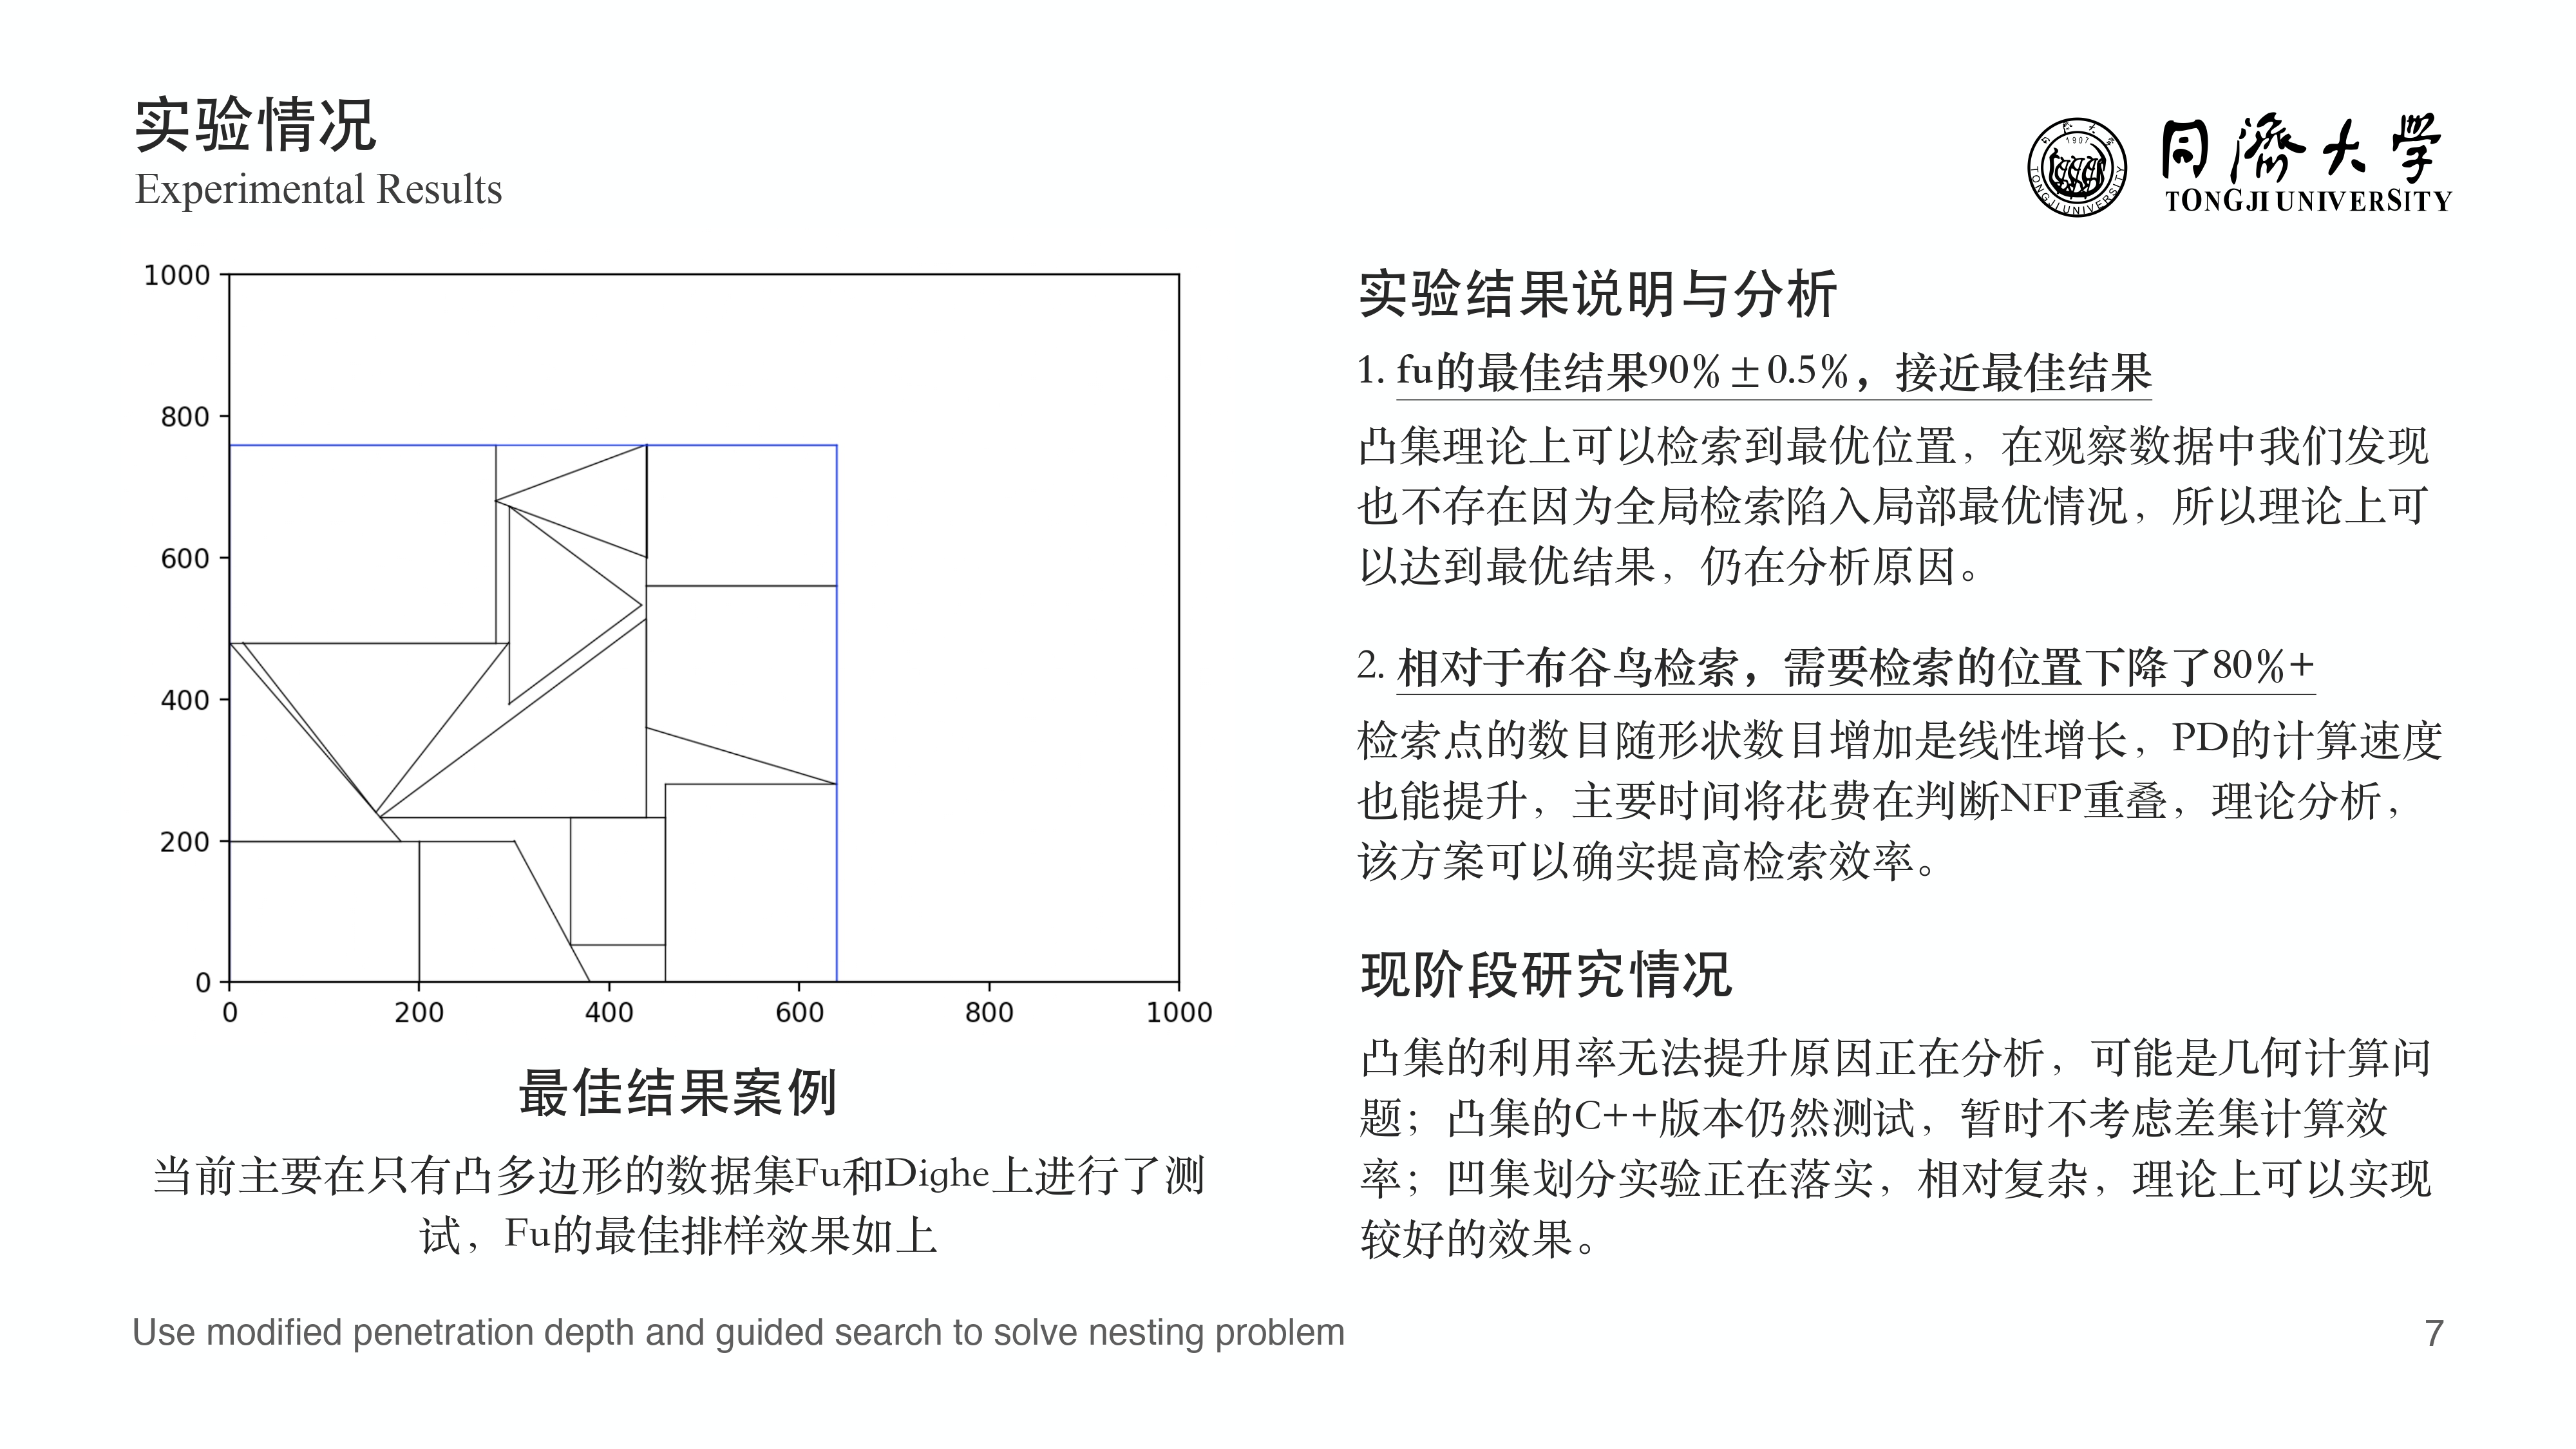 实验情况
Experimental Results
同濟大学
TONGJI UNIVERSITY
1907
TONGJI UNIVERSITY
1000
800
600
400
200
0
0 200 400 600 800 1000
最佳结果案例
当前主要在只有凸多边形的数据集Fu和Dighe上进行了测
试，Fu的最佳排样效果如上
实验结果说明与分析
1. fu的最佳结果90%±0.5%，接近最佳结果
凸集理论上可以检索到最优位置，在观察数据中我们发现
也不存在因为全局检索陷入局部最优情况，所以理论上可
以达到最优结果，仍在分析原因。
2. 相对于布谷鸟检索，需要检索的位置下降了80%+
检索点的数目随形状数目增加是线性增长，PD的计算速度
也能提升，主要时间将花费在判断NFP重叠，理论分析，
该方案可以确实提高检索效率。
现阶段研究情况
凸集的利用率无法提升原因正在分析，可能是几何计算问
题；凸集的C++版本仍然测试，暂时不考虑差集计算效
率；凹集划分实验正在落实，相对复杂，理论上可以实现
较好的效果。
Use modified penetration depth and guided search to solve nesting problem
7